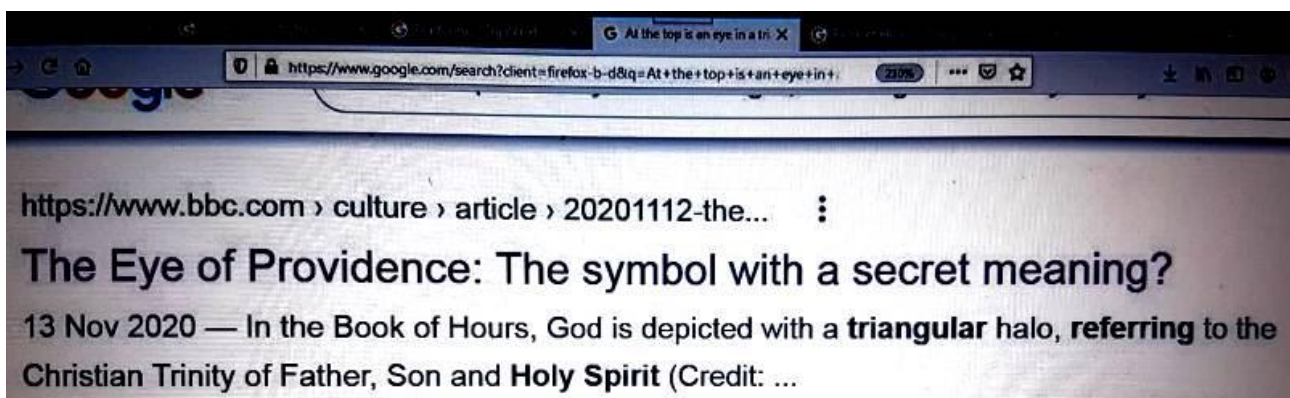 G At the top is an eye in a tri X
https://www.google.com/search?client=firefox-b-d&q=At+the+top+is+an+eye+in+ 230%
https://www.bbc.com › culture › article › 20201112-the...
The Eye of Providence: The symbol with a secret meaning?
13 Nov 2020 — In the Book of Hours, God is depicted with a triangular halo, referring to the
Christian Trinity of Father, Son and Holy Spirit (Credit: ...